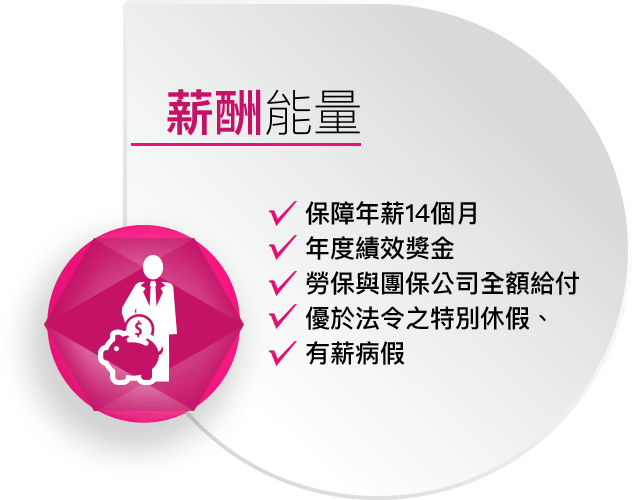 薪酬能量
保障年薪14個月
年度績效獎金
勞保與團保公司全額給付
優於法令之特別休假、
有薪病假
$